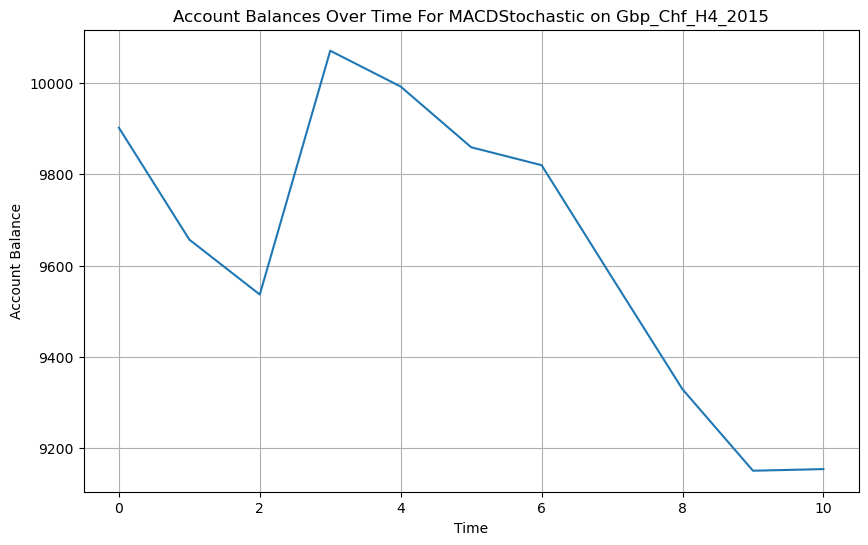 Account Balances Over Time For MACDStochastic on Gbp_Chf_H4_2015
10000
9800
9600
9400
9200
Account Balance
0 2 4 6 8 10
Time